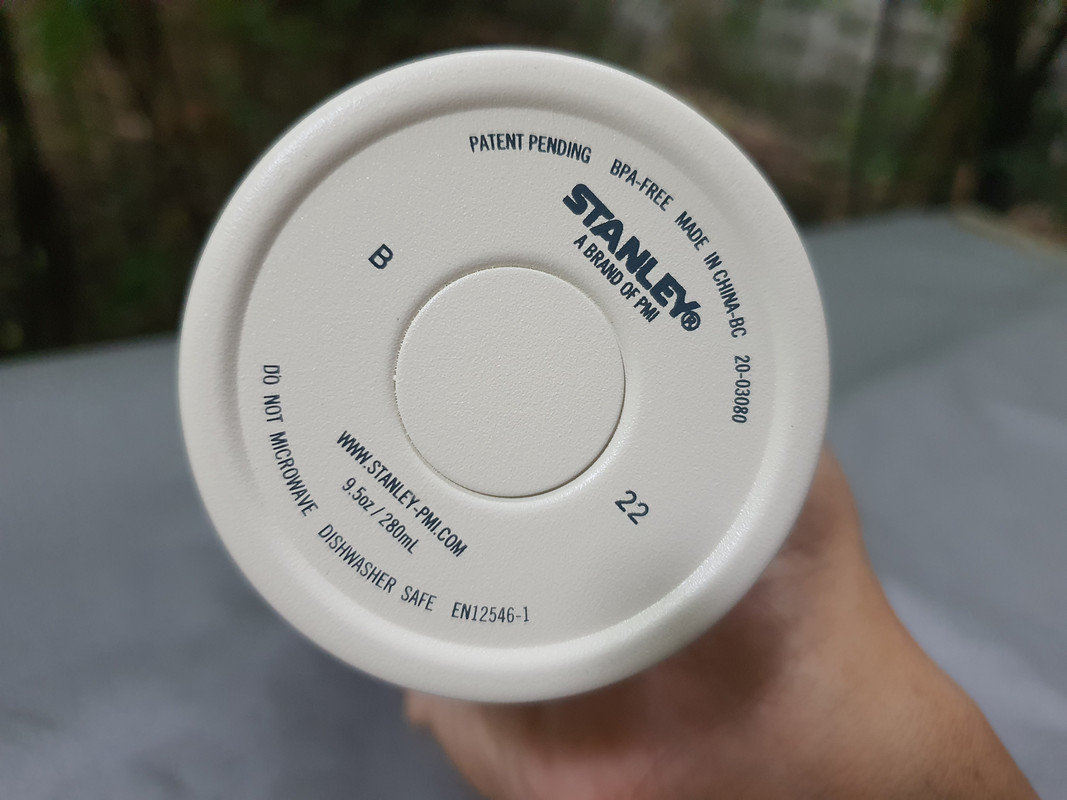 PATENT PENDING BPA-FREE MADE IN CHINA-BC 20-03080
STANLEY®
A BRAND OF PMI
B
22
WWW.STANLEY-PMI.COM
9.5oz / 280mL
DO NOT MICROWAVE DISHWASHER SAFE EN12546-1